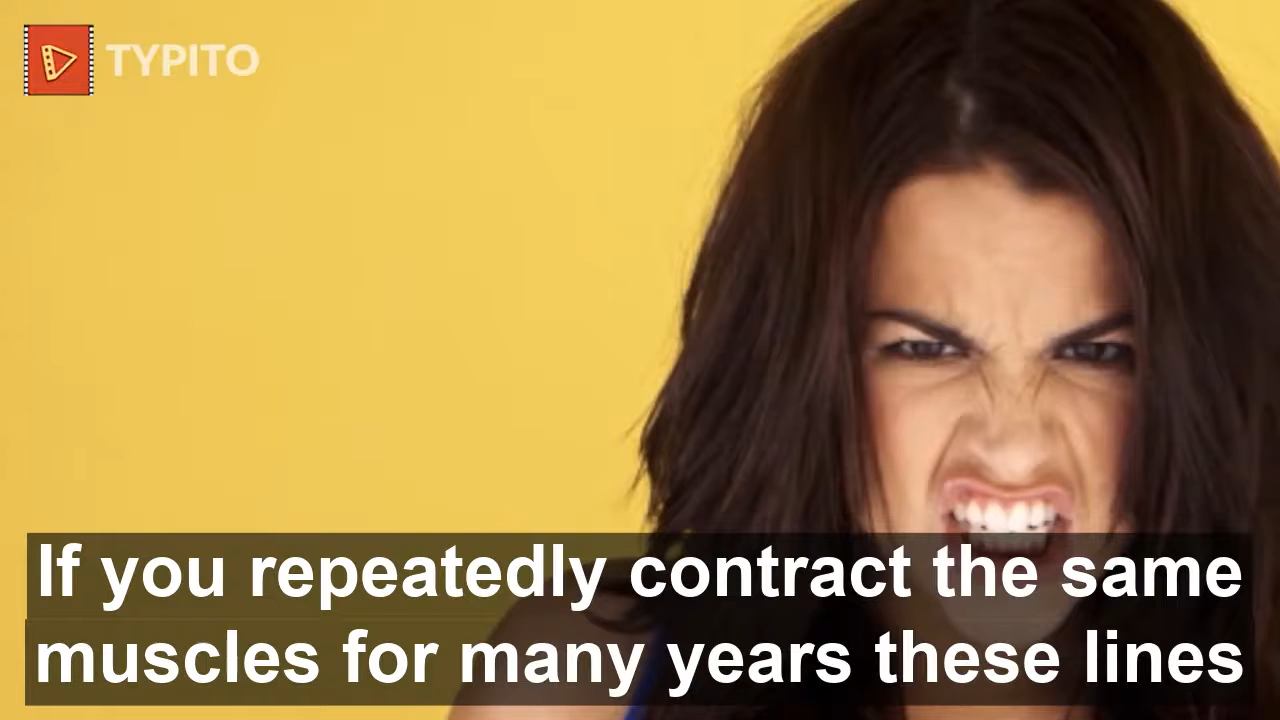 TYPITO
If you repeatedly contract the same
muscles for many years these lines